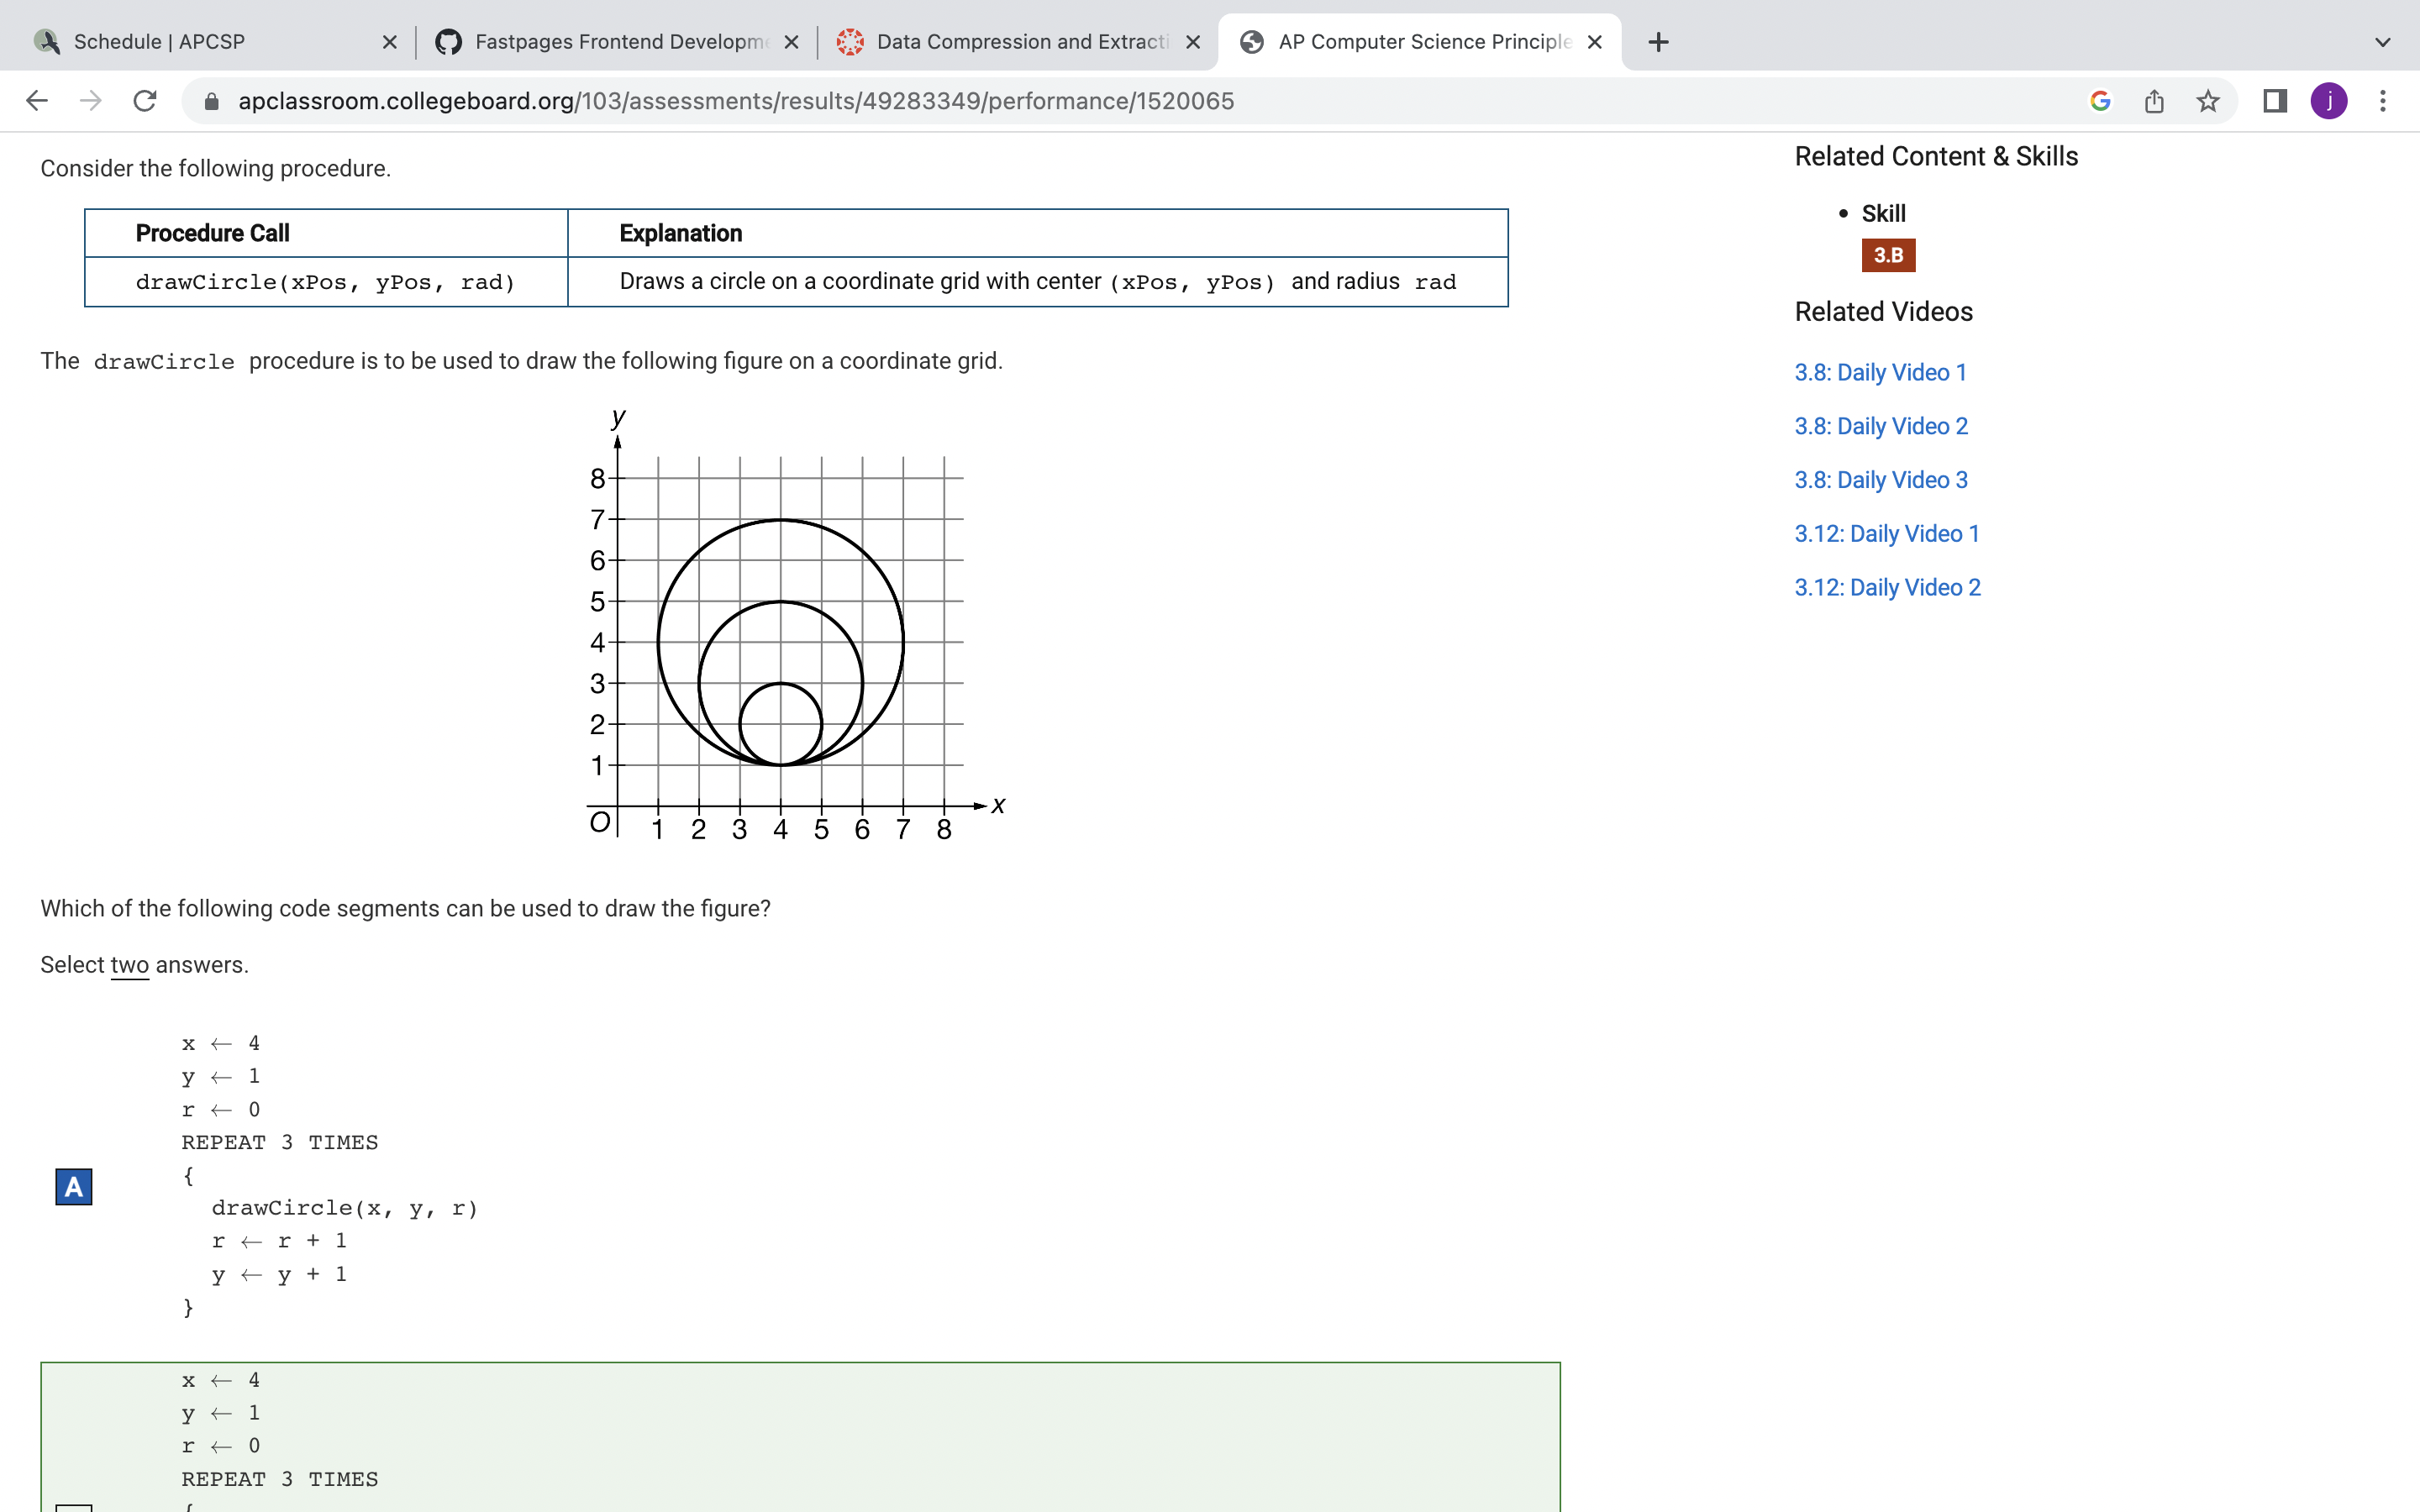 Schedule | APCSP
Fastpages Frontend Developme
Data Compression and Extracti
AP Computer Science Principle
apclassroom.collegeboard.org/103/assessments/results/49283349/performance/1520065
j
Consider the following procedure.
Procedure Call Explanation
drawCircle(xPos, yPos, rad) Draws a circle on a coordinate grid with center (xPos, yPos) and radius rad
The drawCircle procedure is to be used to draw the following figure on a coordinate grid.
y
8
7
6
5
4
3
2
1
x
O 1 2 3 4 5 6 7 8
Which of the following code segments can be used to draw the figure?
Select two answers.
A
x ← 4
y ← 1
r ← 0
REPEAT 3 TIMES
{
drawCircle(x, y, r)
r ← r + 1
y ← y + 1
}
x ← 4
y ← 1
r ← 0
REPEAT 3 TIMES
{
Related Content & Skills
• Skill
3.B
Related Videos
3.8: Daily Video 1
3.8: Daily Video 2
3.8: Daily Video 3
3.12: Daily Video 1
3.12: Daily Video 2